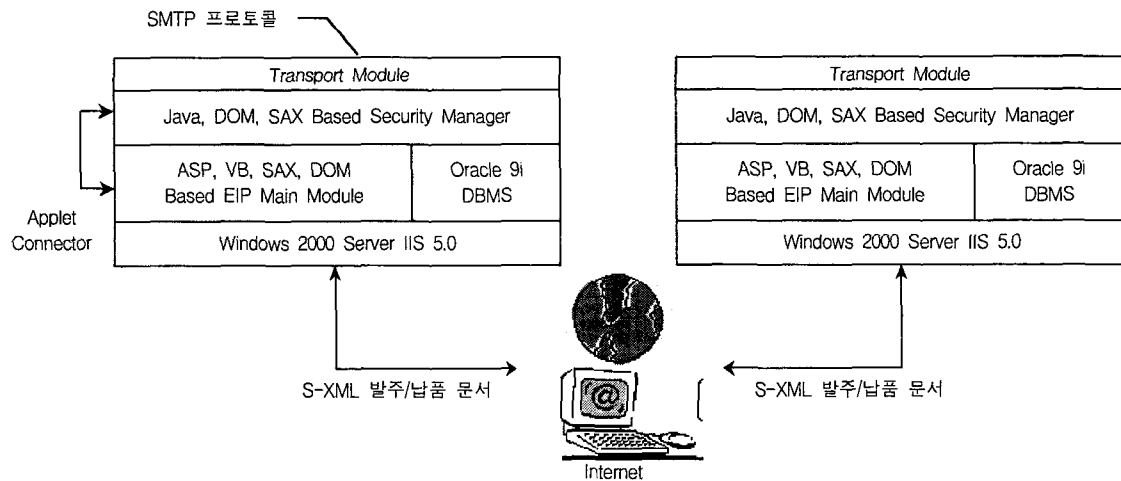 SMTP 프로토콜
Transport Module
Java, DOM, SAX Based Security Manager
ASP, VB, SAX, DOM
Based EIP Main Module
Oracle 9i
DBMS
Windows 2000 Server IIS 5.0
Applet
Connector
Transport Module
Java, DOM, SAX Based Security Manager
ASP, VB, SAX, DOM
Based EIP Main Module
Oracle 9i
DBMS
Windows 2000 Server IIS 5.0
S-XML 발주/납품 문서
@
S-XML 발주/납품 문서
Internet